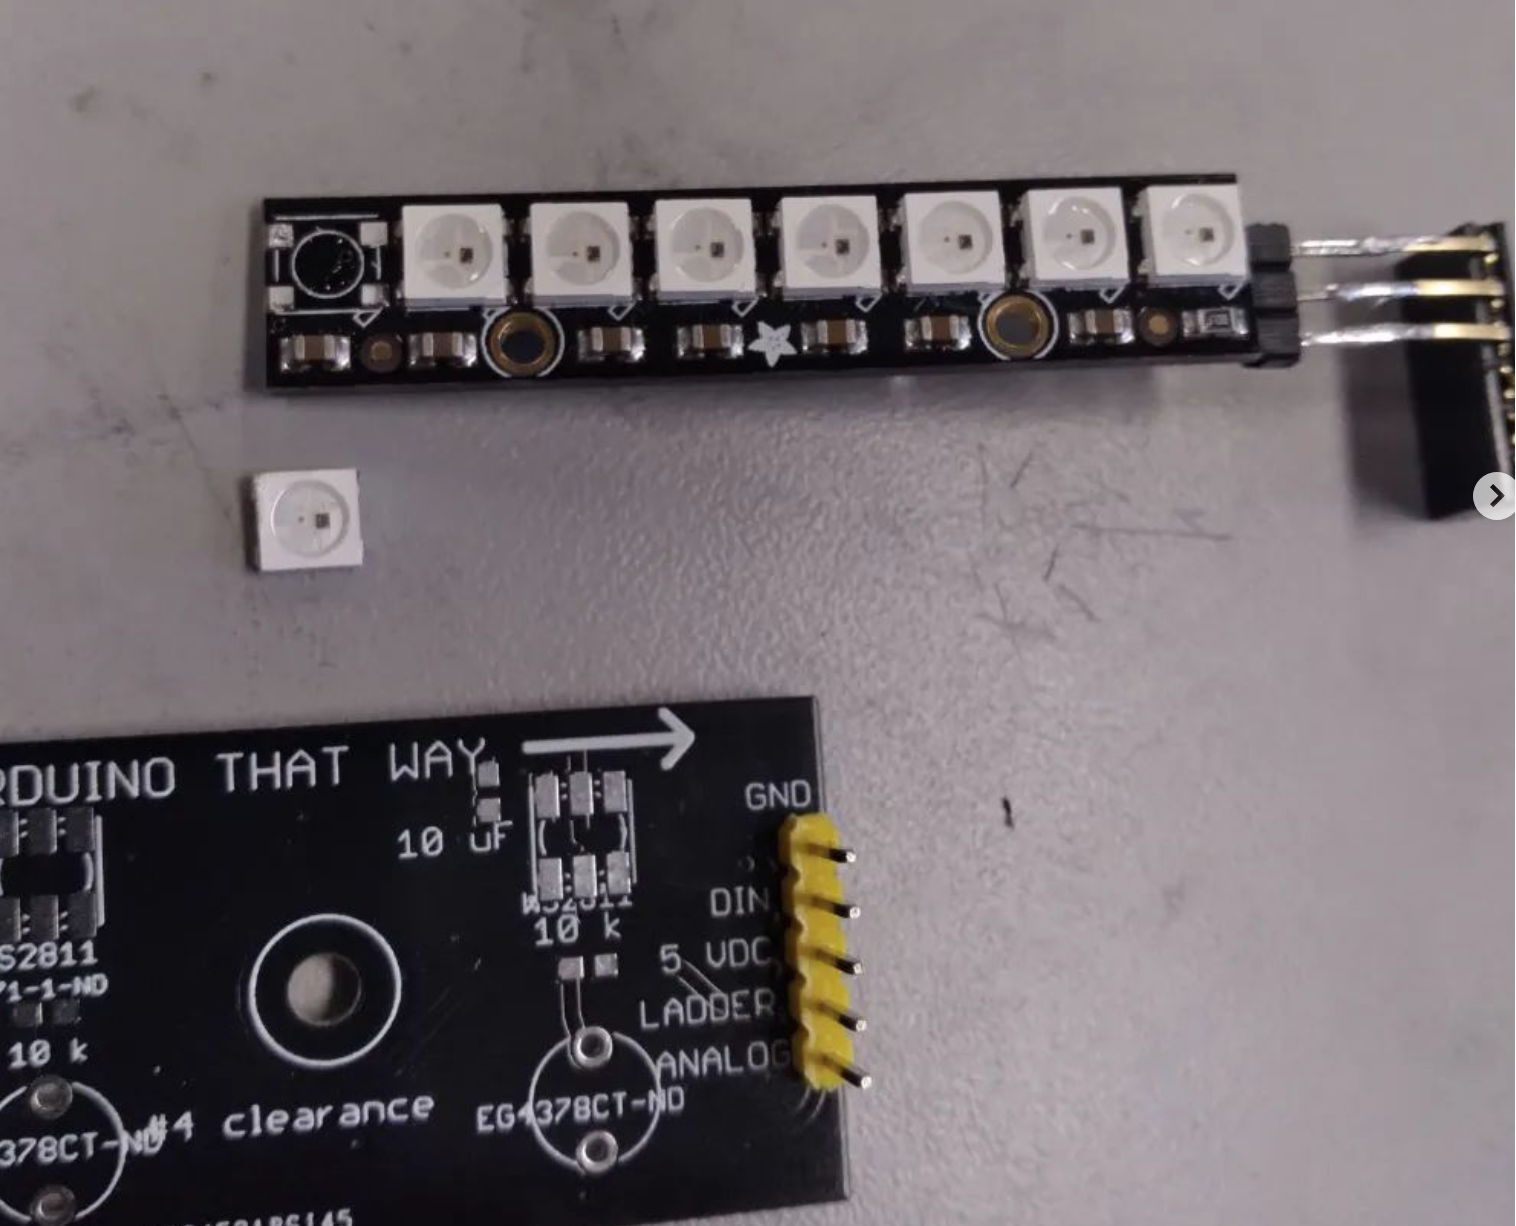 RDUINO THAT WAY
GND
10 uF
DIN
WS2811
10 k
5 VDC
S2811
71-1-ND
LADDER
10 k
ANALOG
EG4378CT-ND
#4 clearance
378CT-ND